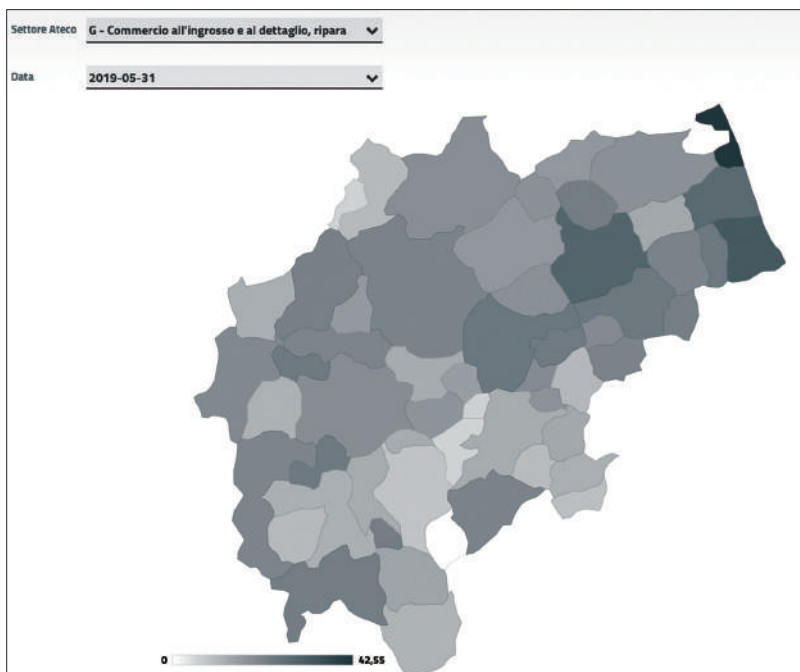 Settore Ateco G - Commercio all'ingrosso e al dettaglio, ripara
Data 2019-05-31
0 42,55